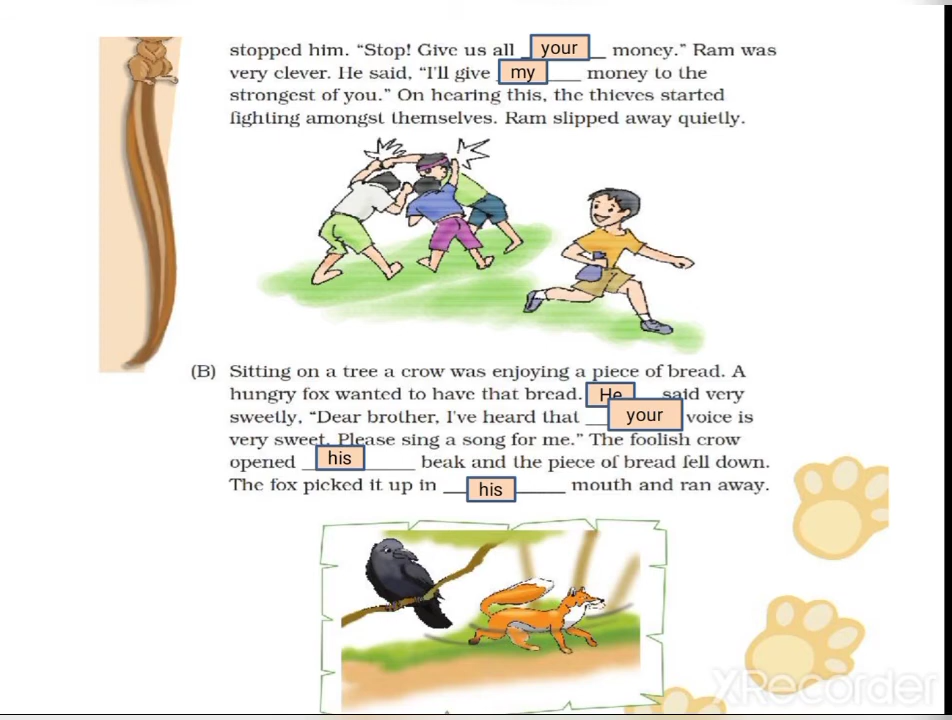 stopped him. “Stop! Give us all your money.” Ram was
very clever. He said, “I'll give my money to the
strongest of you.” On hearing this, the thieves started
fighting amongst themselves. Ram slipped away quietly.
(B) Sitting on a tree a crow was enjoying a piece of bread. A
hungry fox wanted to have that bread. He said very
sweetly, “Dear brother, I've heard that your voice is
very sweet. Please sing a song for me.” The foolish crow
opened his beak and the piece of bread fell down.
The fox picked it up in his mouth and ran away.
XRecorder